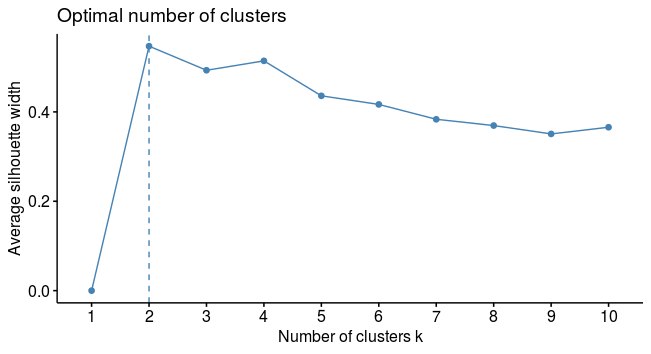 Optimal number of clusters
Average silhouette width
0.4
0.2
0.0
1 2 3 4 5 6 7 8 9 10
Number of clusters k